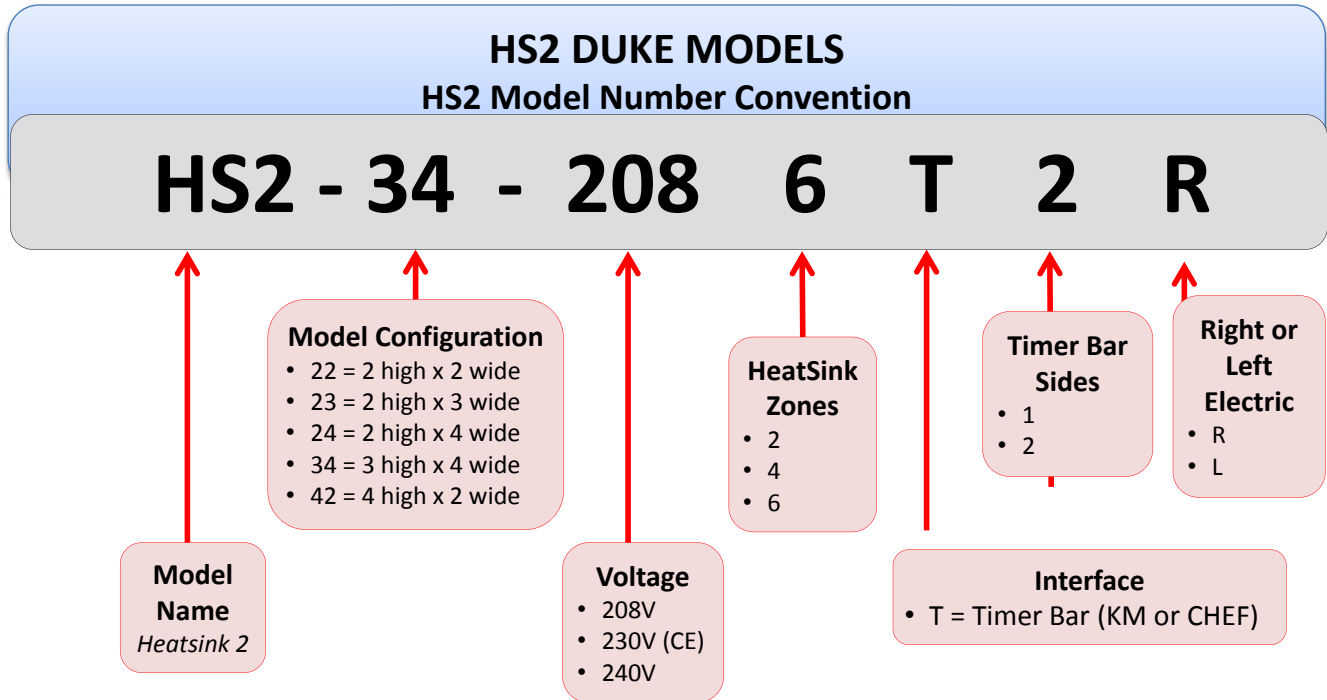 HS2 DUKE MODELS
HS2 Model Number Convention
HS2 - 34 - 208 6 T 2 R
Model Configuration
• 22 = 2 high x 2 wide
• 23 = 2 high x 3 wide
• 24 = 2 high x 4 wide
• 34 = 3 high x 4 wide
• 42 = 4 high x 2 wide
HeatSink
Zones
• 2
• 4
• 6
Timer Bar
Sides
• 1
• 2
Right or
Left
Electric
• R
• L
Model
Name
Heatsink 2
Voltage
• 208V
• 230V (CE)
• 240V
Interface
• T = Timer Bar (KM or CHEF)